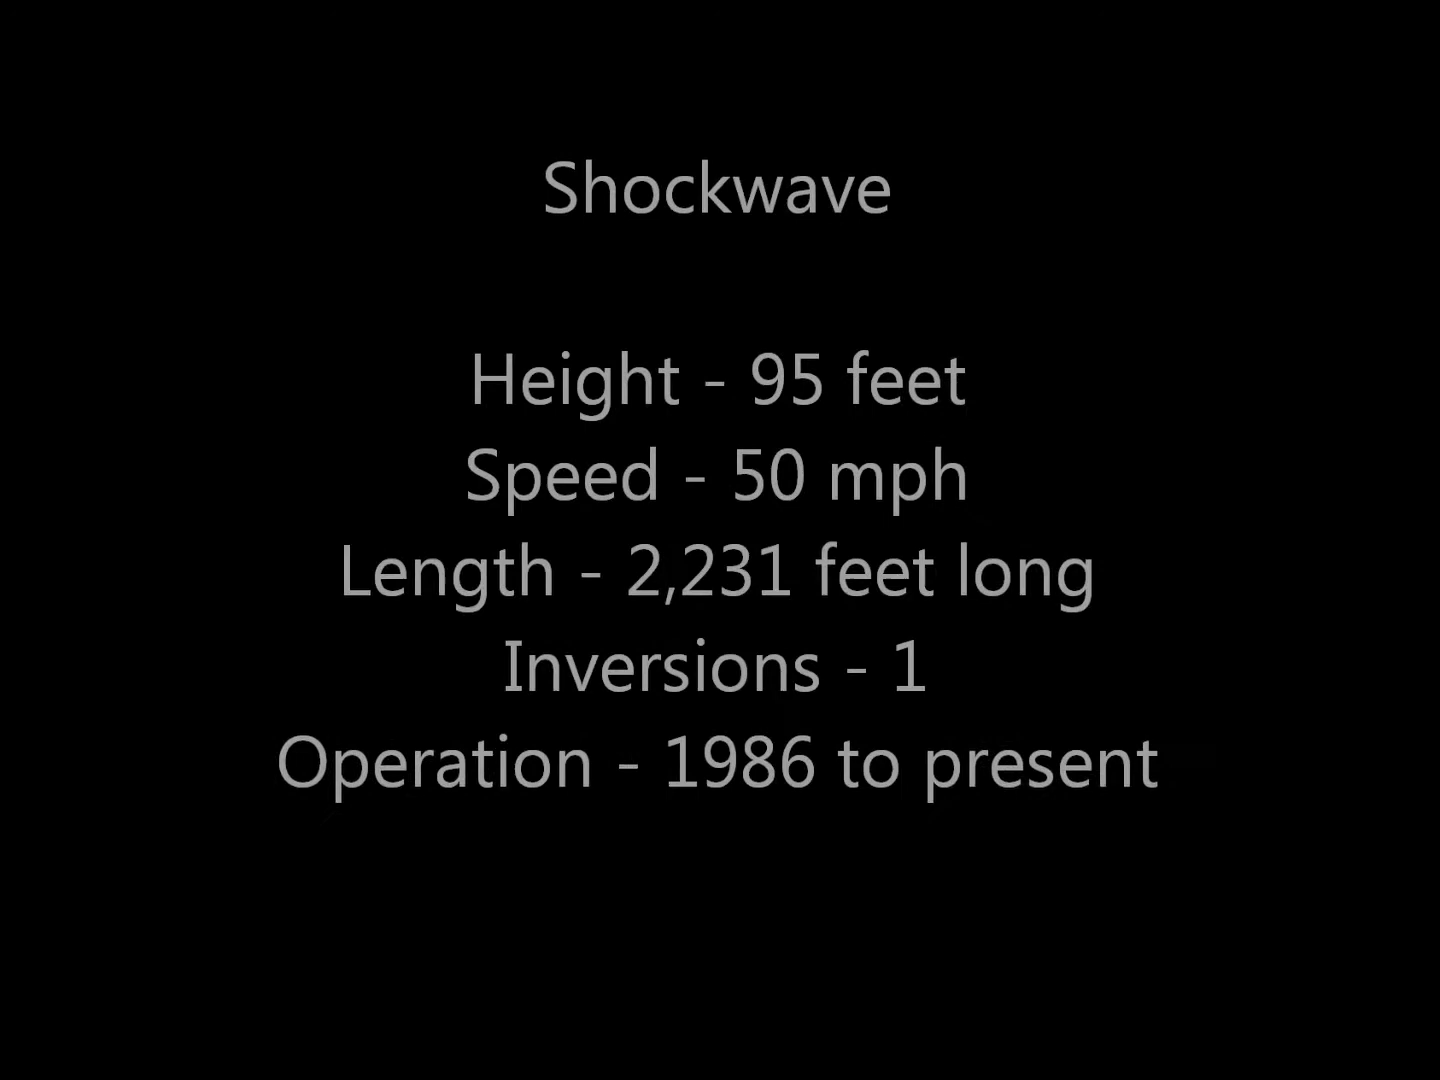 Shockwave
Height - 95 feet
Speed - 50 mph
Length - 2,231 feet long
Inversions - 1
Operation - 1986 to present